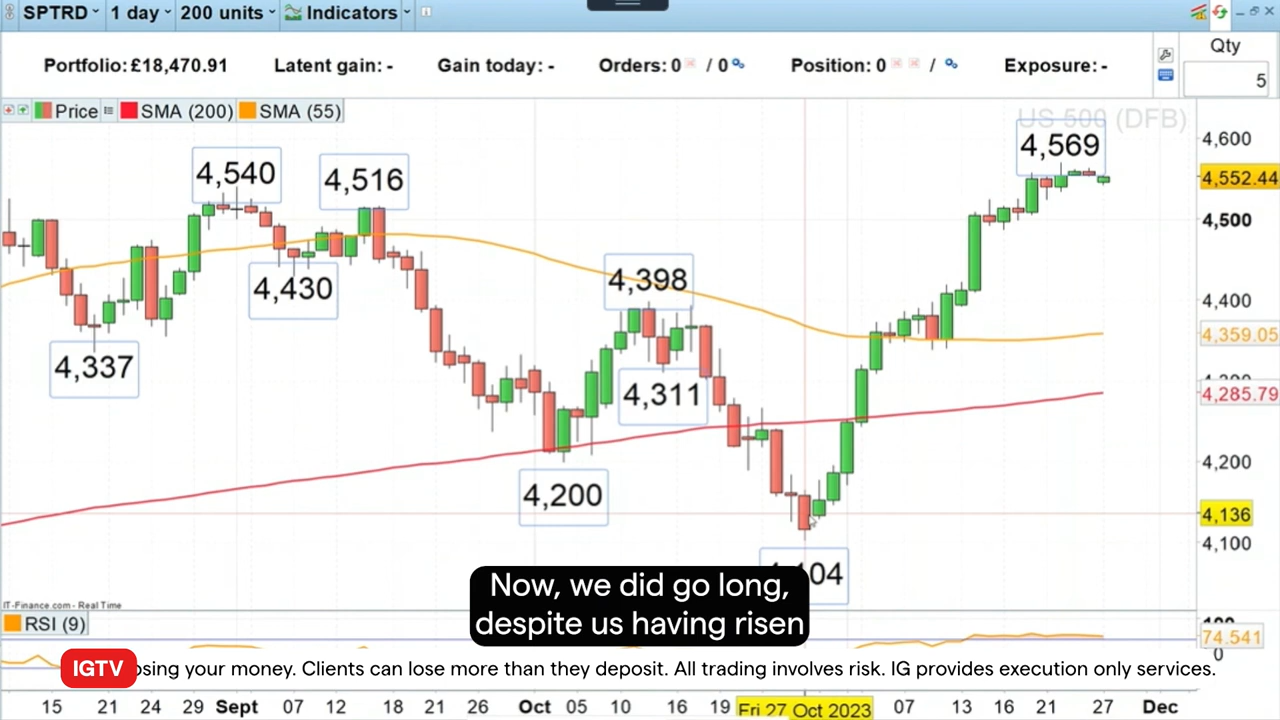 SPTRD 1 day 200 units Indicators
Portfolio: £18,470.91 Latent gain: - Gain today: - Orders: 0 / 0 Position: 0 / Exposure: -
Qty
5
Price SMA (200) SMA (55)
US 500 (DFB)
4,540
4,516
4,430
4,337
4,398
4,311
4,200
4,569
4,600
4,552.44
4,500
4,400
4,359.05
4,285.79
4,200
4,136
4,100
Now, we did go long,
despite us having risen
IT-Finance.com - Real Time
RSI (9)
74.541
0
IGTV osing your money. Clients can lose more than they deposit. All trading involves risk. IG provides execution only services.
15 21 24 29 Sept 07 13 18 21 26 Oct 05 10 16 19 Fri 27 Oct 2023 07 13 16 21 27 Dec